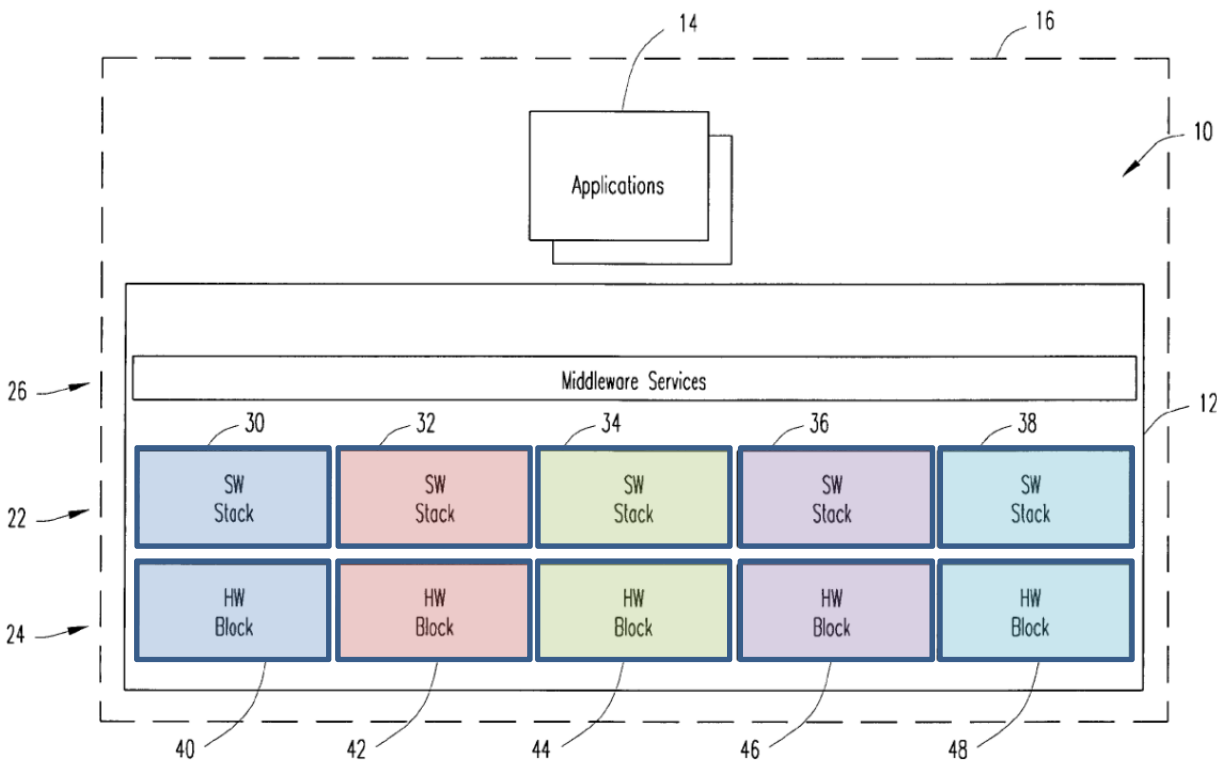 14
16
10
Applications
26
Middleware Services
12
30 32 34 36 38
22
SW SW SW SW SW
Stack Stack Stack Stack Stack
24
HW HW HW HW HW
Block Block Block Block Block
40 42 44 46 48